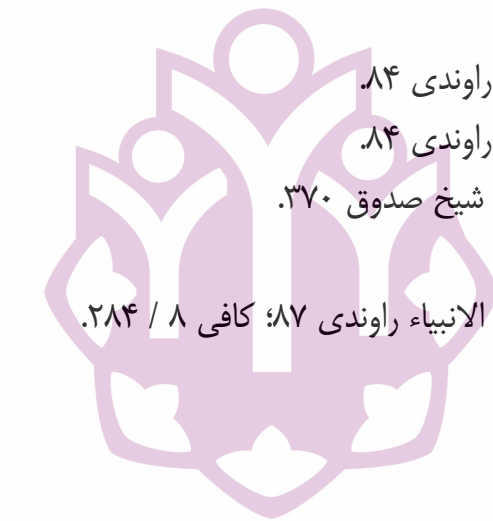 راوندی ۸۴.
راوندی ۸۴.
شیخ صدوق ۳۷۰.
الانبیاء راوندی ۸۷؛ کافی ۸ / ۲۸۴.